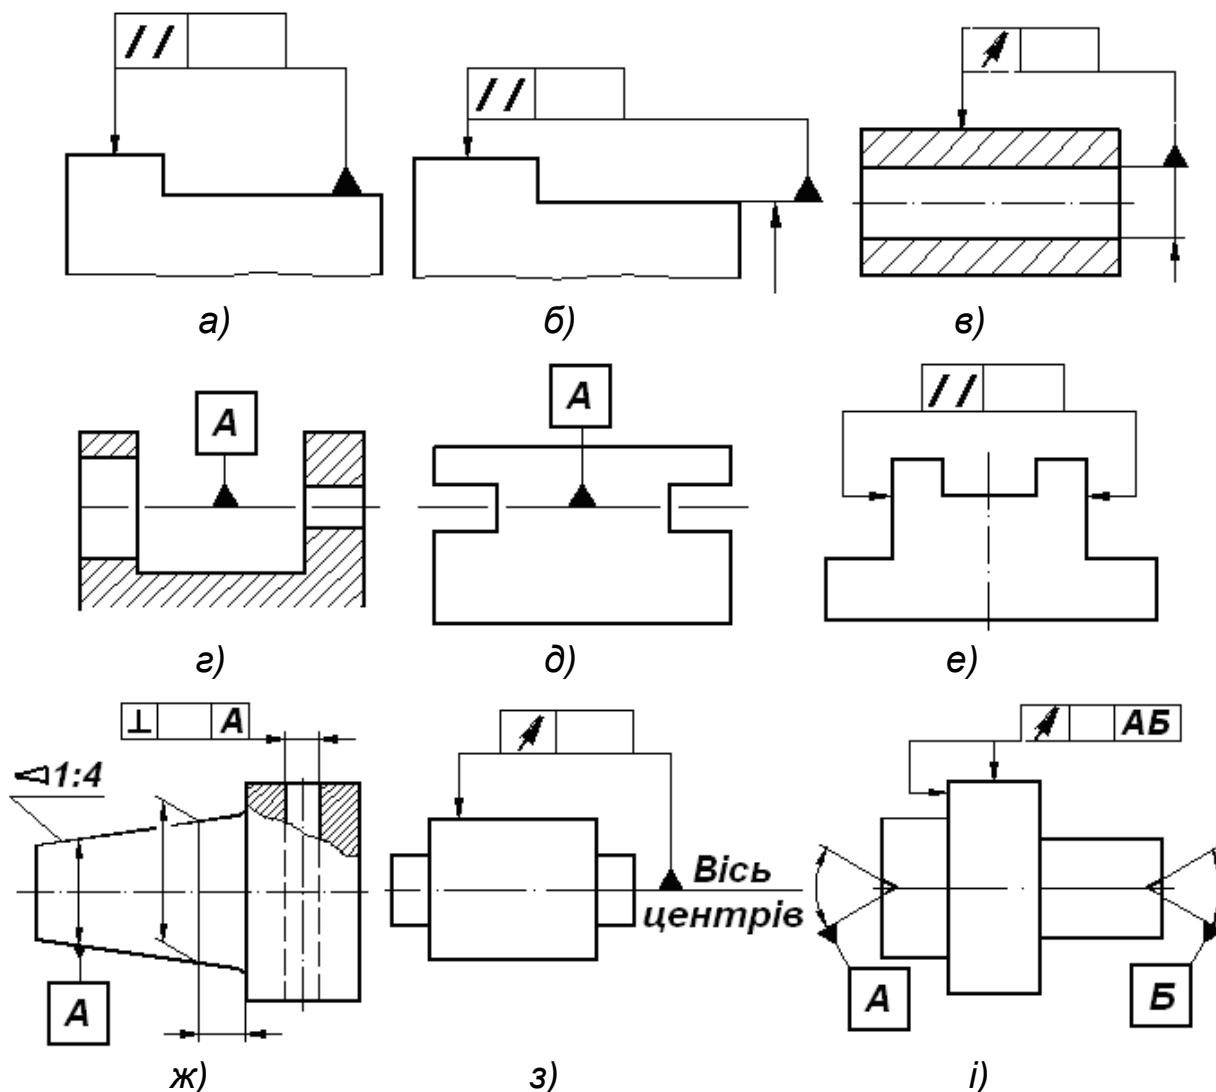 а)
б)
в)
А
А
г)
д)
е)
А
1:4
А
ж)
Вісь
центрів
з)
АБ
А
Б
і)